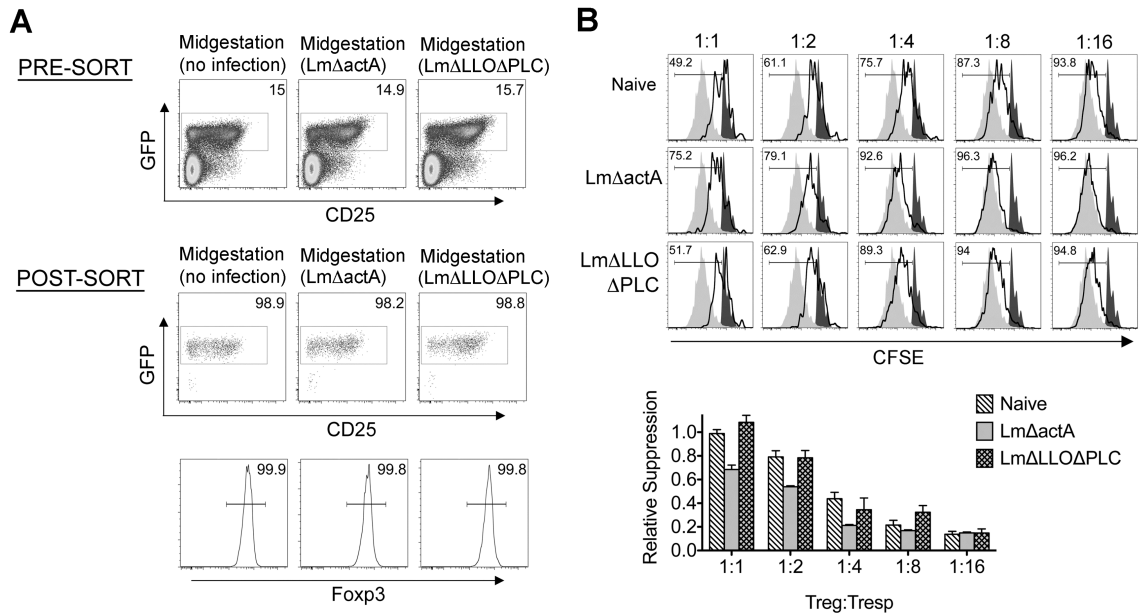 A
PRE-SORT
Midgestation (no infection)
Midgestation (LmΔactA)
Midgestation (LmΔLLOΔPLC)
15
14.9
15.7
GFP
CD25
POST-SORT
Midgestation (no infection)
Midgestation (LmΔactA)
Midgestation (LmΔLLOΔPLC)
98.9
98.2
98.8
GFP
CD25
99.9
99.8
99.8
Foxp3
B
1:1 1:2 1:4 1:8 1:16
Naive
49.2 61.1 75.7 87.3 93.8
LmΔactA
75.2 79.1 92.6 96.3 96.2
LmΔLLO
ΔPLC
51.7 62.9 89.3 94 94.8
CFSE
Naive
LmΔactA
LmΔLLOΔPLC
Relative Suppression
1.0
0.8
0.6
0.4
0.2
0.0
1:1 1:2 1:4 1:8 1:16
Treg:Tresp